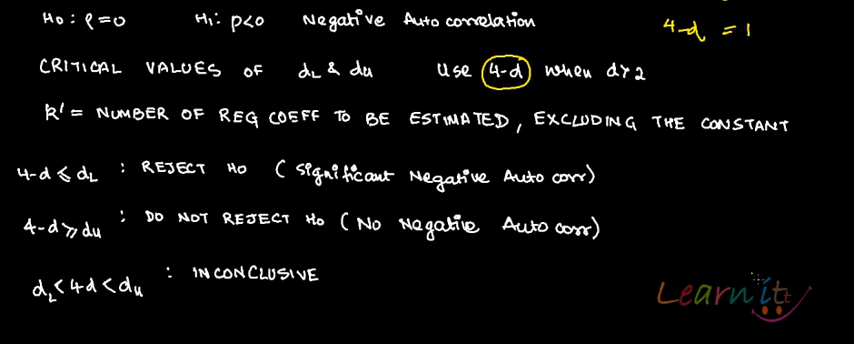 H₀: ρ=0 H₁: ρ<0 Negative Auto correlation 4-d = 1
CRITICAL VALUES OF dL & du Use 4-d when d>2
k' = NUMBER OF REG COEFF TO BE ESTIMATED, EXCLUDING THE CONSTANT
4-d ≤ dL : REJECT H₀ (Significant Negative Auto corr)
4-d ≥ du : DO NOT REJECT H₀ (No Negative Auto corr)
dL < 4d < du : INCONCLUSIVE
Learnitt